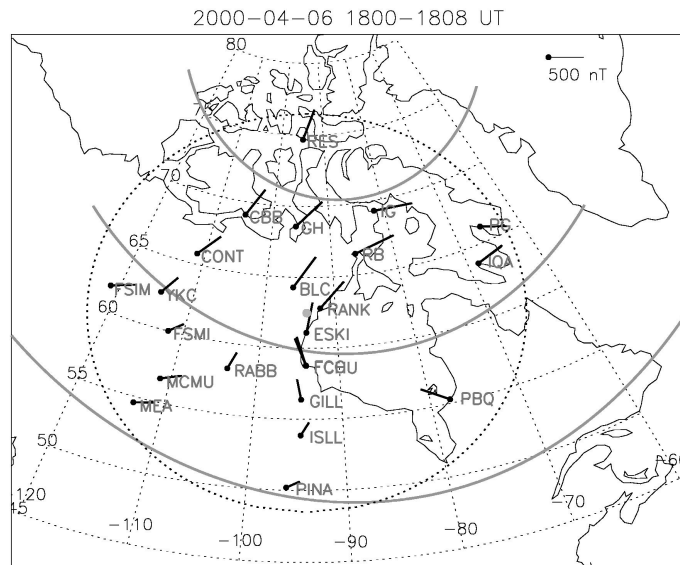 2000-04-06 1800-1808 UT
80
500 nT
75
RES
70
CBB
GH
IG
PG
65
CONT
RB
IQA
FSIM
YKC
BLC
60
RANK
FSMI
ESKI
RABB
FCHU
55
MCMU
MEA
GILL
PBQ
50
ISLL
-60
PINA
-120
45
-110
-100
-90
-80
-70